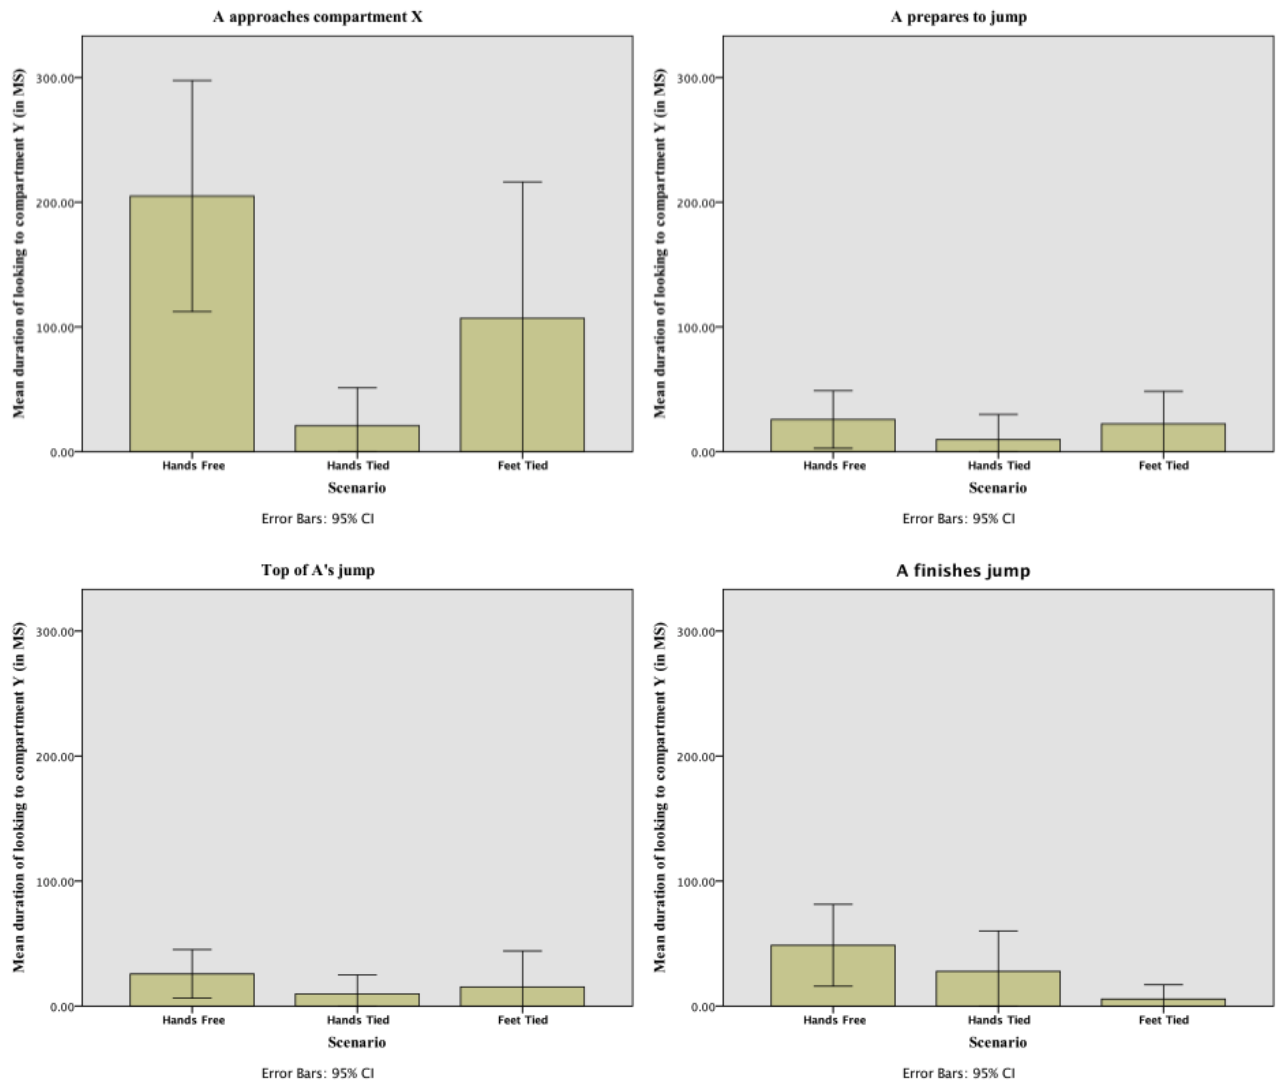 A approaches compartment X
Mean duration of looking to compartment Y (in MS)
300.00
200.00
100.00
0.00
Hands Free Hands Tied Feet Tied
Scenario
Error Bars: 95% CI
A prepares to jump
Mean duration of looking to compartment Y (in MS)
300.00
200.00
100.00
0.00
Hands Free Hands Tied Feet Tied
Scenario
Error Bars: 95% CI
Top of A's jump
Mean duration of looking to compartment Y (in MS)
300.00
200.00
100.00
0.00
Hands Free Hands Tied Feet Tied
Scenario
Error Bars: 95% CI
A finishes jump
Mean duration of looking to compartment Y (in MS)
300.00
200.00
100.00
0.00
Hands Free Hands Tied Feet Tied
Scenario
Error Bars: 95% CI